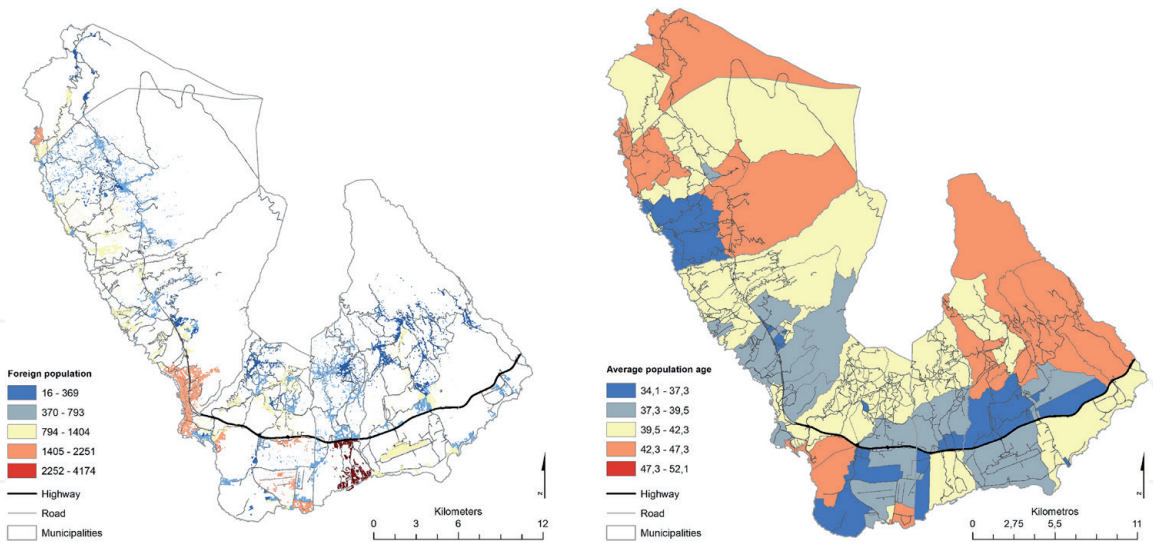 Foreign population
16 - 369
370 - 793
794 - 1404
1405 - 2251
2252 - 4174
Highway
Road
Municipalities
Kilometers
0 3 6 12
z
Average population age
34,1 - 37,3
37,3 - 39,5
39,5 - 42,3
42,3 - 47,3
47,3 - 52,1
Highway
Road
Municipalities
Kilometros
0 2,75 5,5 11
z